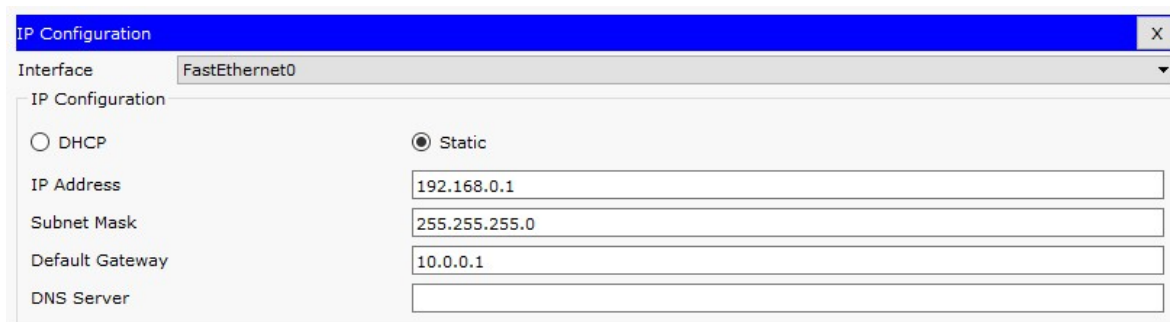 IP Configuration X
Interface FastEthernet0
IP Configuration
DHCP Static
IP Address 192.168.0.1
Subnet Mask 255.255.255.0
Default Gateway 10.0.0.1
DNS Server